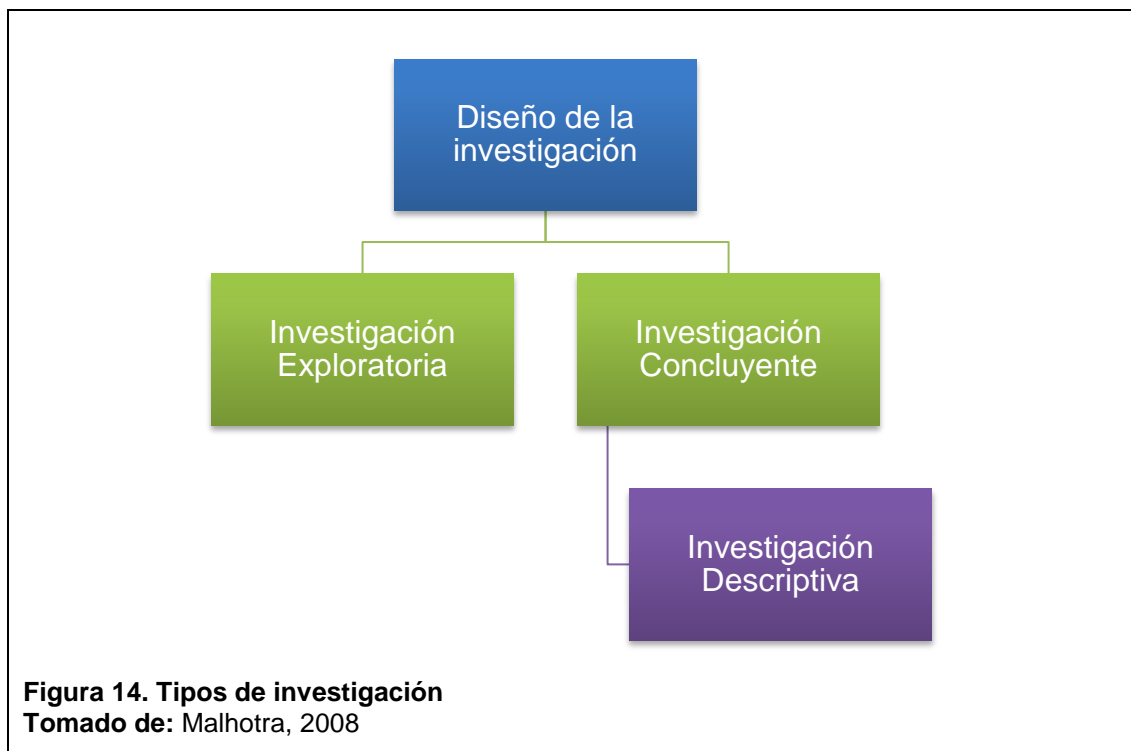 Diseño de la
investigación
Investigación
Exploratoria
Investigación
Concluyente
Investigación
Descriptiva
Figura 14. Tipos de investigación
Tomado de: Malhotra, 2008